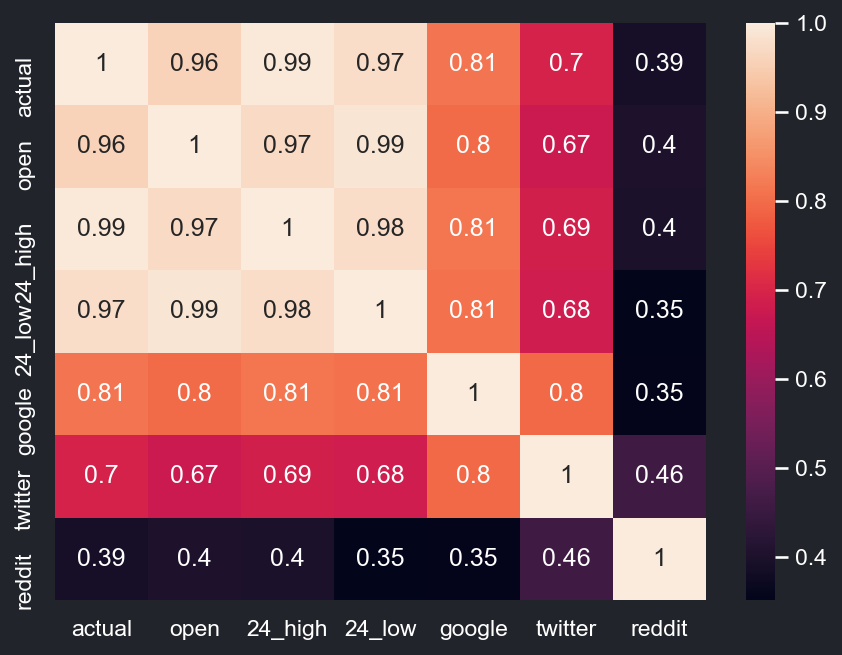 1 0.96 0.99 0.97 0.81 0.7 0.39
0.96 1 0.97 0.99 0.8 0.67 0.4
0.99 0.97 1 0.98 0.81 0.69 0.4
0.97 0.99 0.98 1 0.81 0.68 0.35
0.81 0.8 0.81 0.81 1 0.8 0.35
0.7 0.67 0.69 0.68 0.8 1 0.46
0.39 0.4 0.4 0.35 0.35 0.46 1
actual
open
24_high
24_low
google
twitter
reddit
actual open 24_high 24_low google twitter reddit
1.0
0.9
0.8
0.7
0.6
0.5
0.4